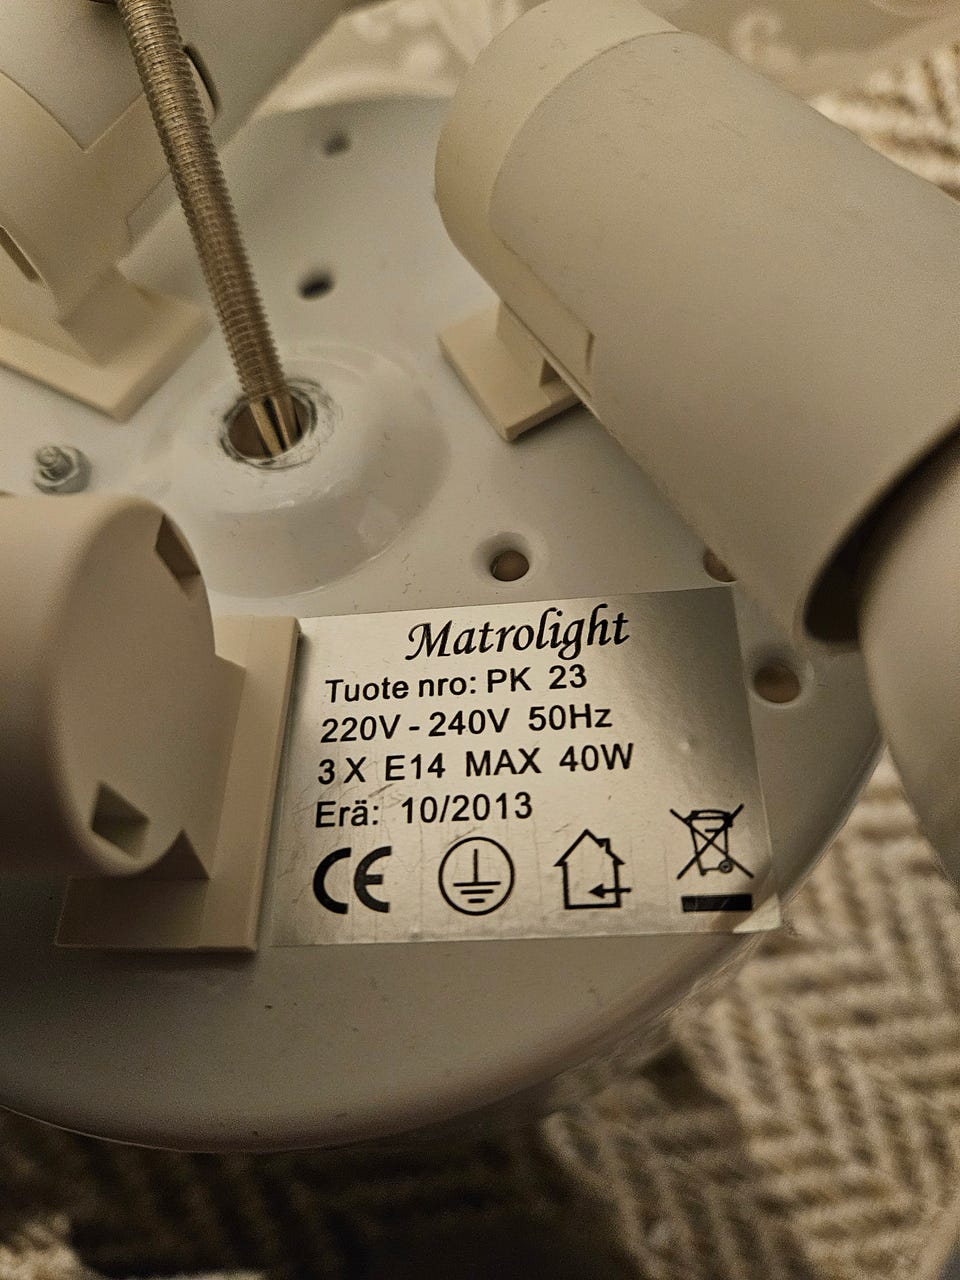 Matrolight
Tuote nro: PK 23
220V - 240V 50Hz
3 X E14 MAX 40W
Erä: 10/2013
CE